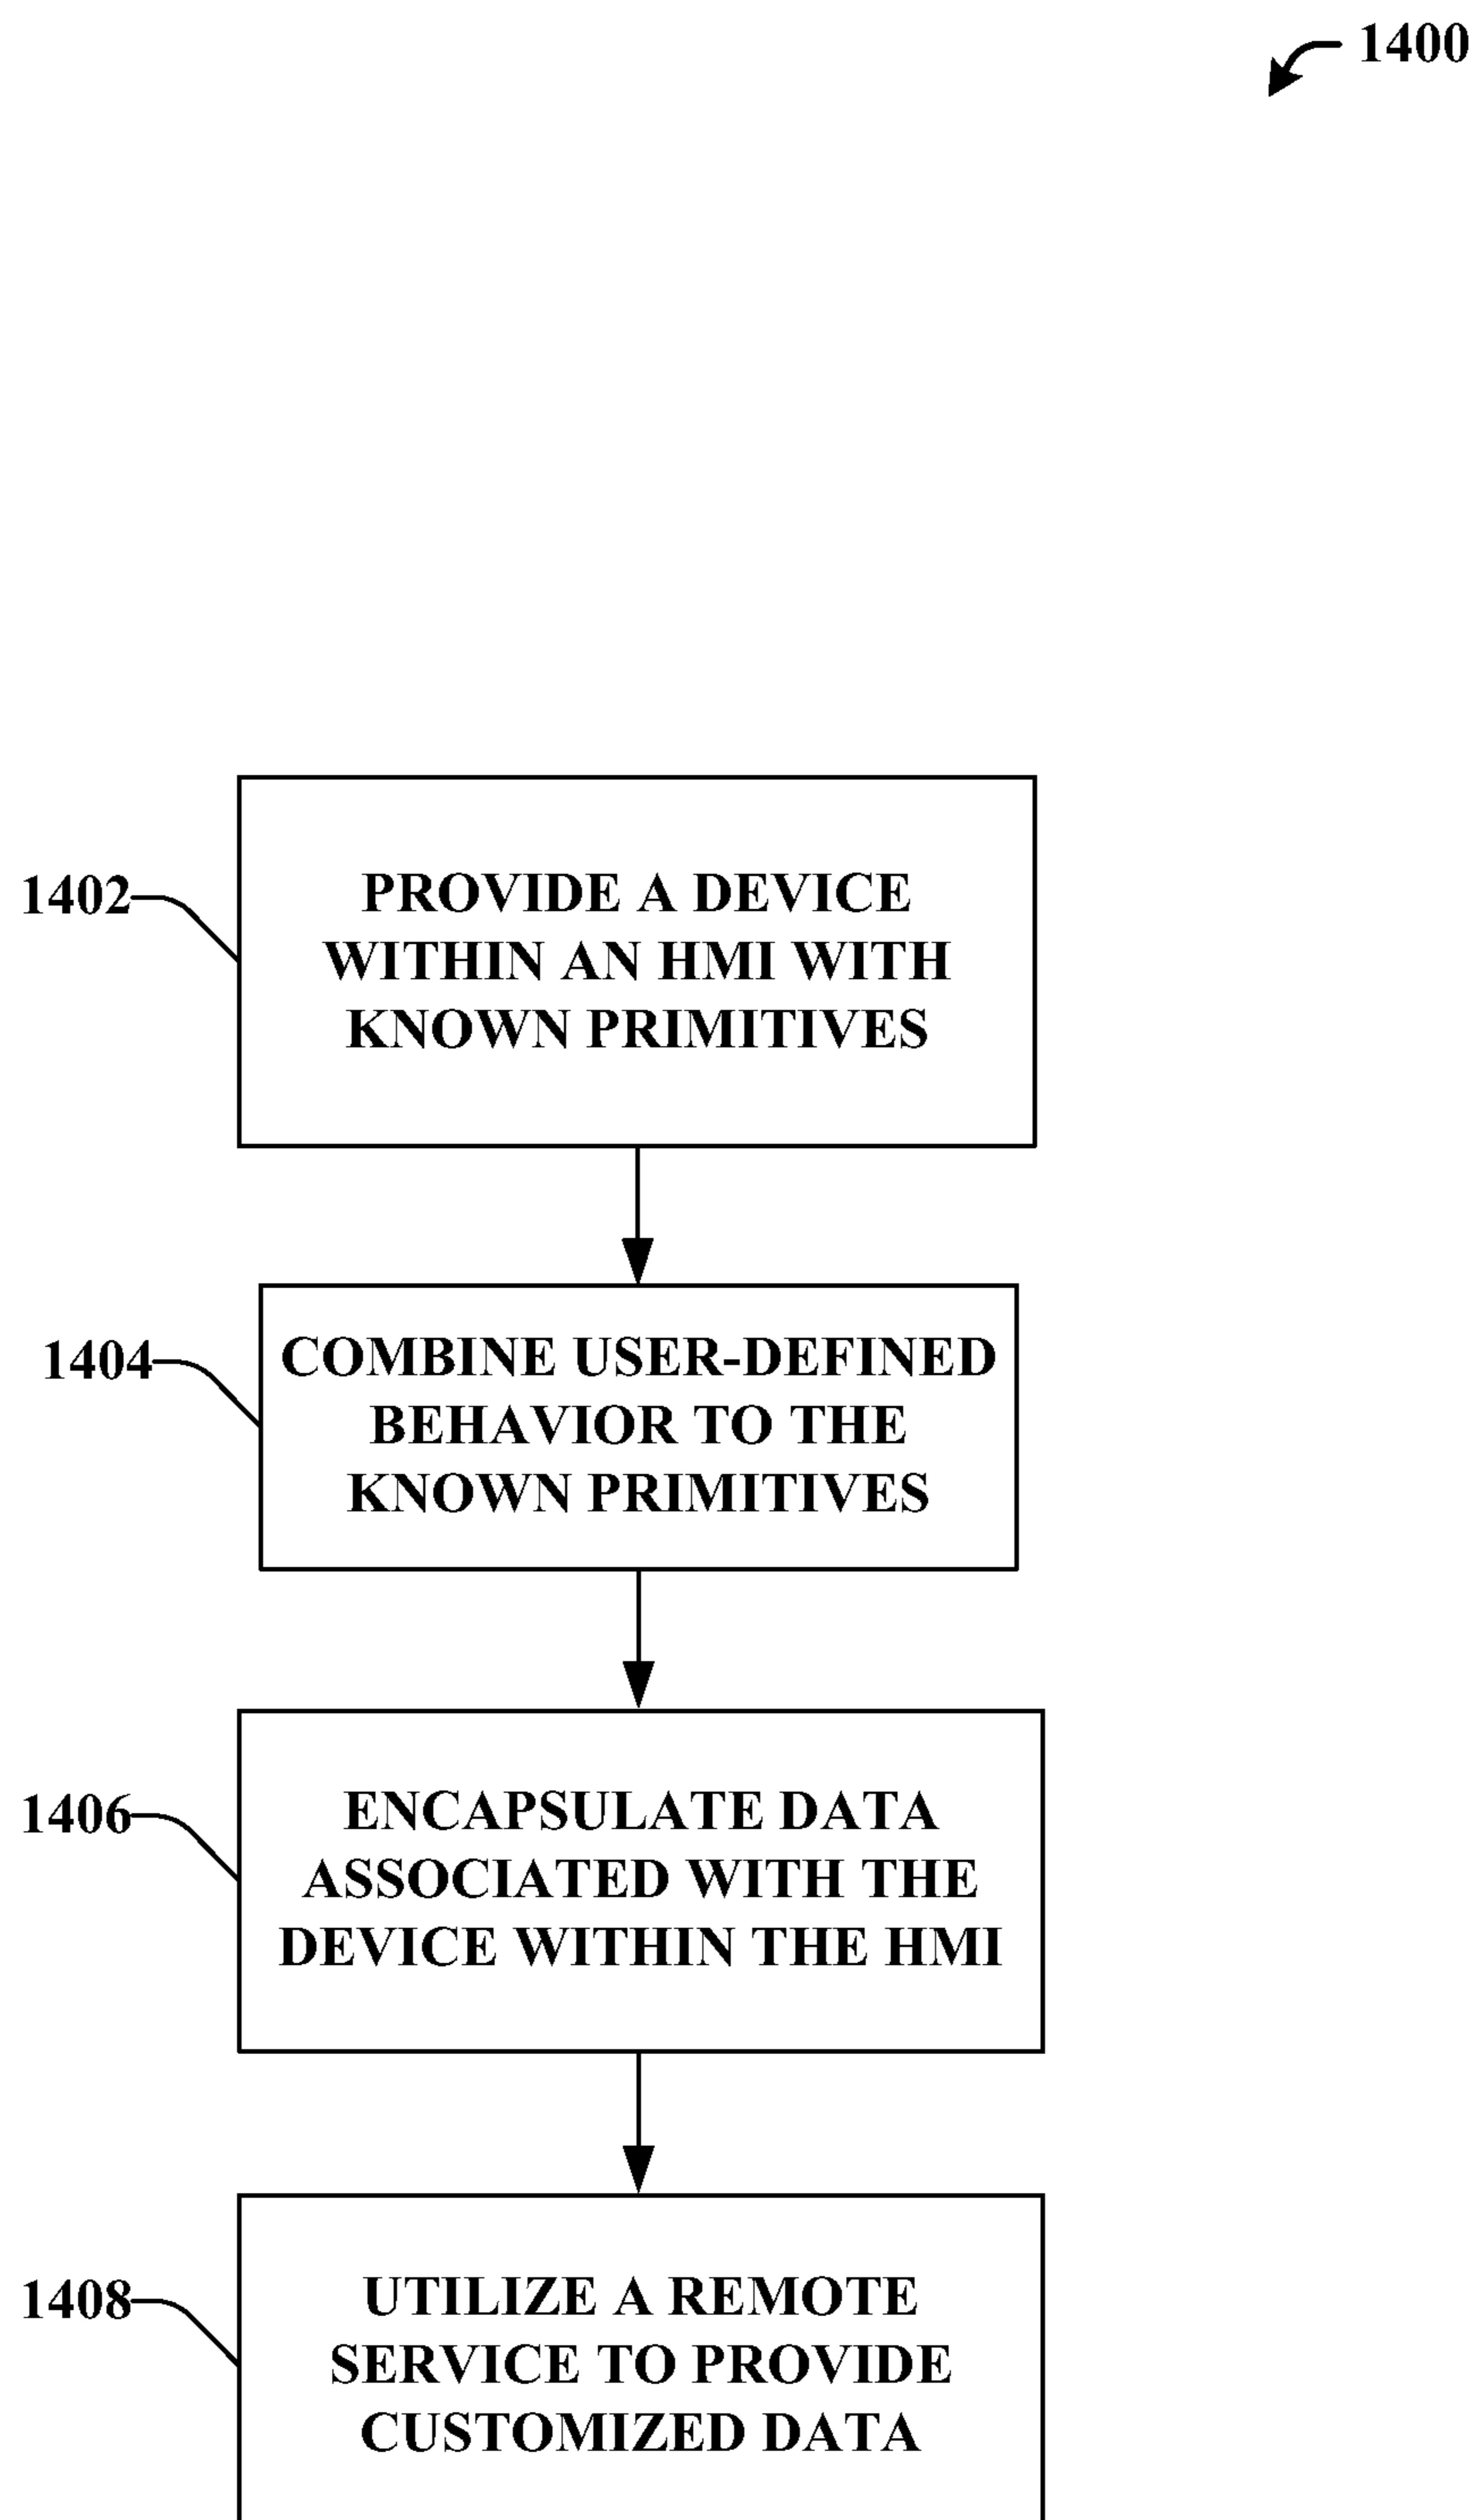 1400
1402
PROVIDE A DEVICE
WITHIN AN HMI WITH
KNOWN PRIMITIVES
1404
COMBINE USER-DEFINED
BEHAVIOR TO THE
KNOWN PRIMITIVES
1406
ENCAPSULATE DATA
ASSOCIATED WITH THE
DEVICE WITHIN THE HMI
1408
UTILIZE A REMOTE
SERVICE TO PROVIDE
CUSTOMIZED DATA